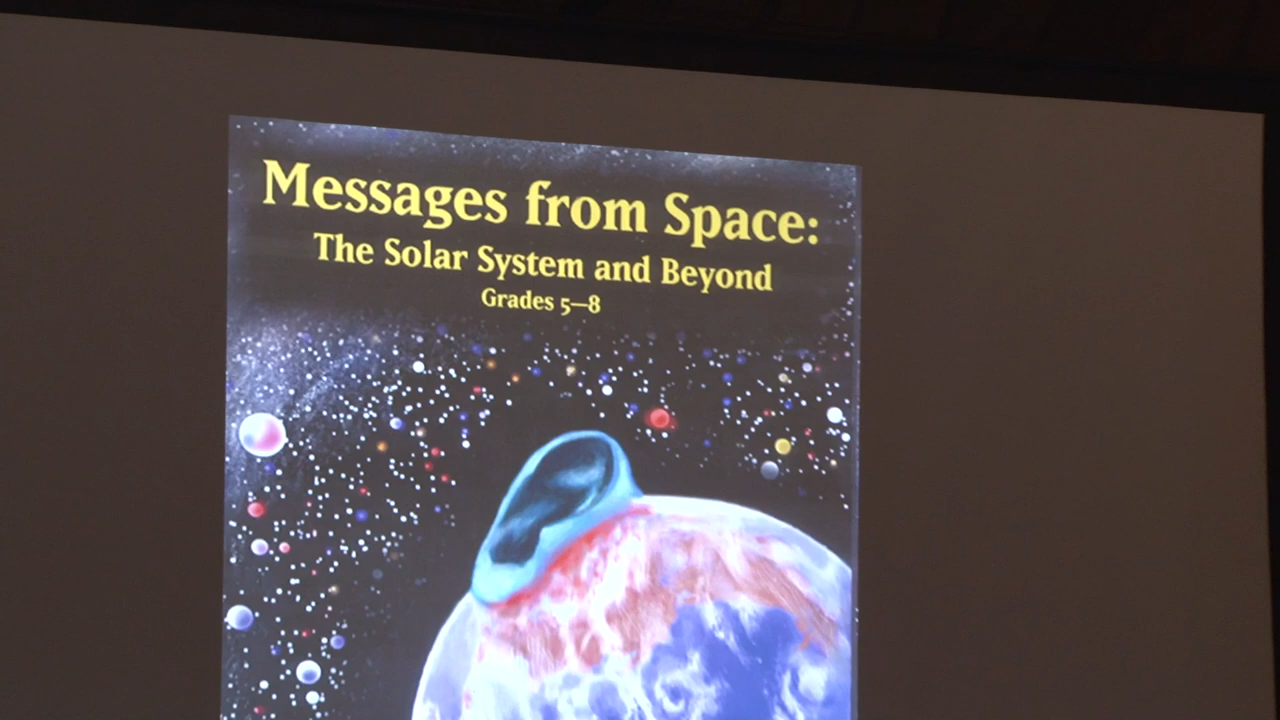 Messages from Space:
The Solar System and Beyond
Grades 5–8